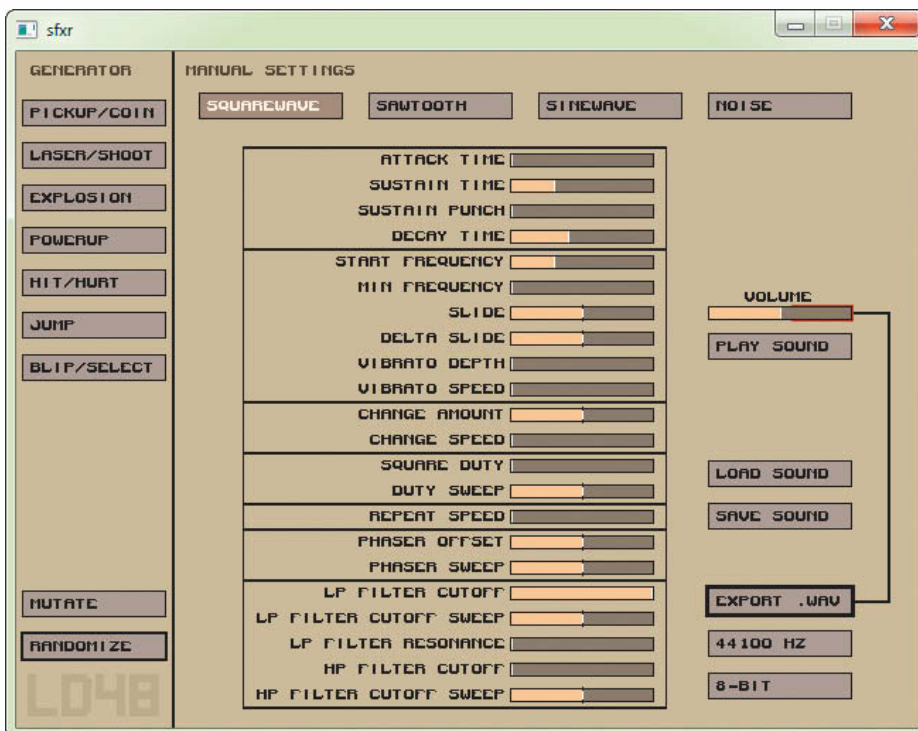 sfxr
GENERATOR
PICKUP/COIN
LASER/SHOOT
EXPLOSION
POWERUP
HIT/HURT
JUMP
BLIP/SELECT
MUTATE
RANDOMIZE
LD48
MANUAL SETTINGS
SQUAREWAVE
SAWTOOTH
SINEWAVE
NOISE
ATTACK TIME
SUSTAIN TIME
SUSTAIN PUNCH
DECAY TIME
START FREQUENCY
MIN FREQUENCY
SLIDE
DELTA SLIDE
VIBRATO DEPTH
VIBRATO SPEED
CHANGE AMOUNT
CHANGE SPEED
SQUARE DUTY
DUTY SWEEP
REPEAT SPEED
PHASER OFFSET
PHASER SWEEP
LP FILTER CUTOFF
LP FILTER CUTOFF SWEEP
LP FILTER RESONANCE
HP FILTER CUTOFF
HP FILTER CUTOFF SWEEP
VOLUME
PLAY SOUND
LOAD SOUND
SAVE SOUND
EXPORT .WAV
44100 HZ
8-BIT